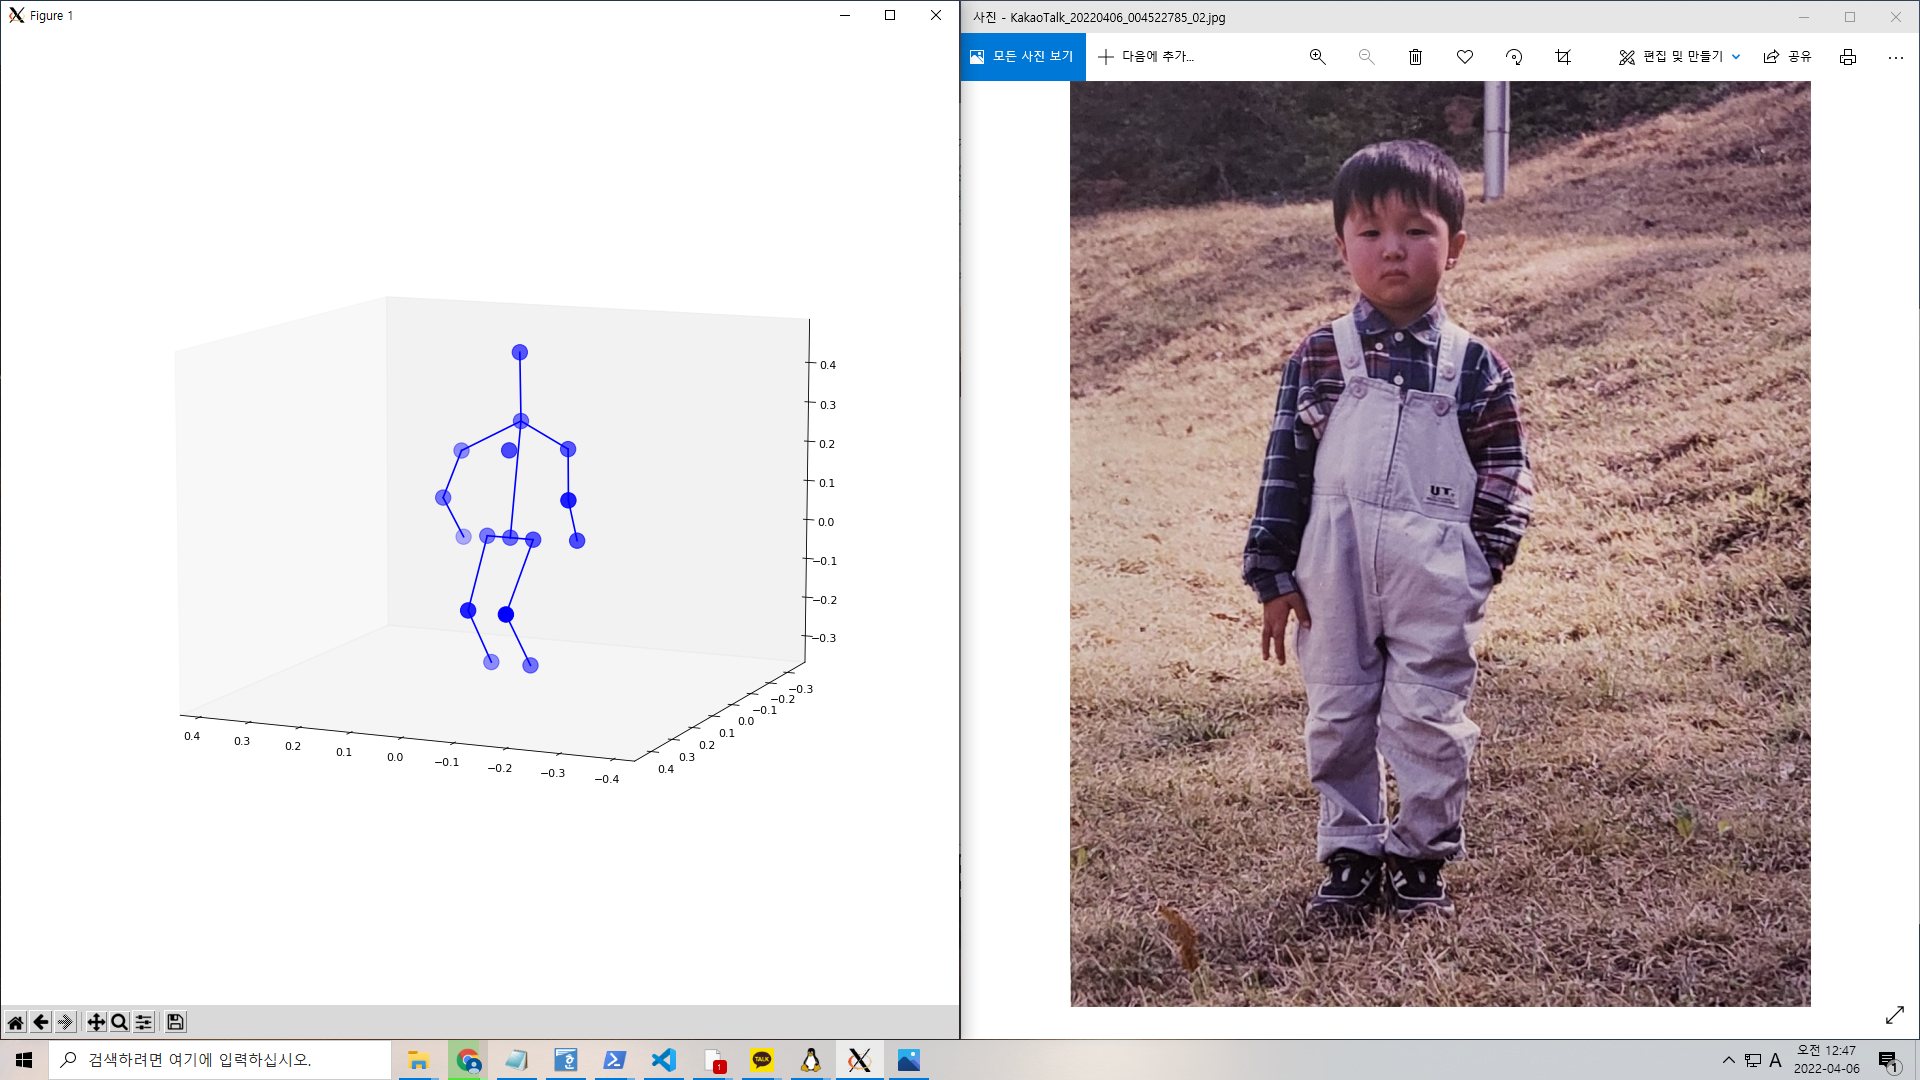 Figure 1
사진 - KakaoTalk_20220406_004522785_02.jpg
모든 사진 보기
다음에 추가...
편집 및 만들기
공유
0.4
0.3
0.2
0.1
0.0
−0.1
−0.2
−0.3
−0.3
−0.2
−0.1
0.0
0.1
0.2
0.3
0.4
0.4
0.3
0.2
0.1
0.0
−0.1
−0.2
−0.3
−0.4
UT.
검색하려면 여기에 입력하십시오.
1
TALK
A
오전 12:47
2022-04-06
1